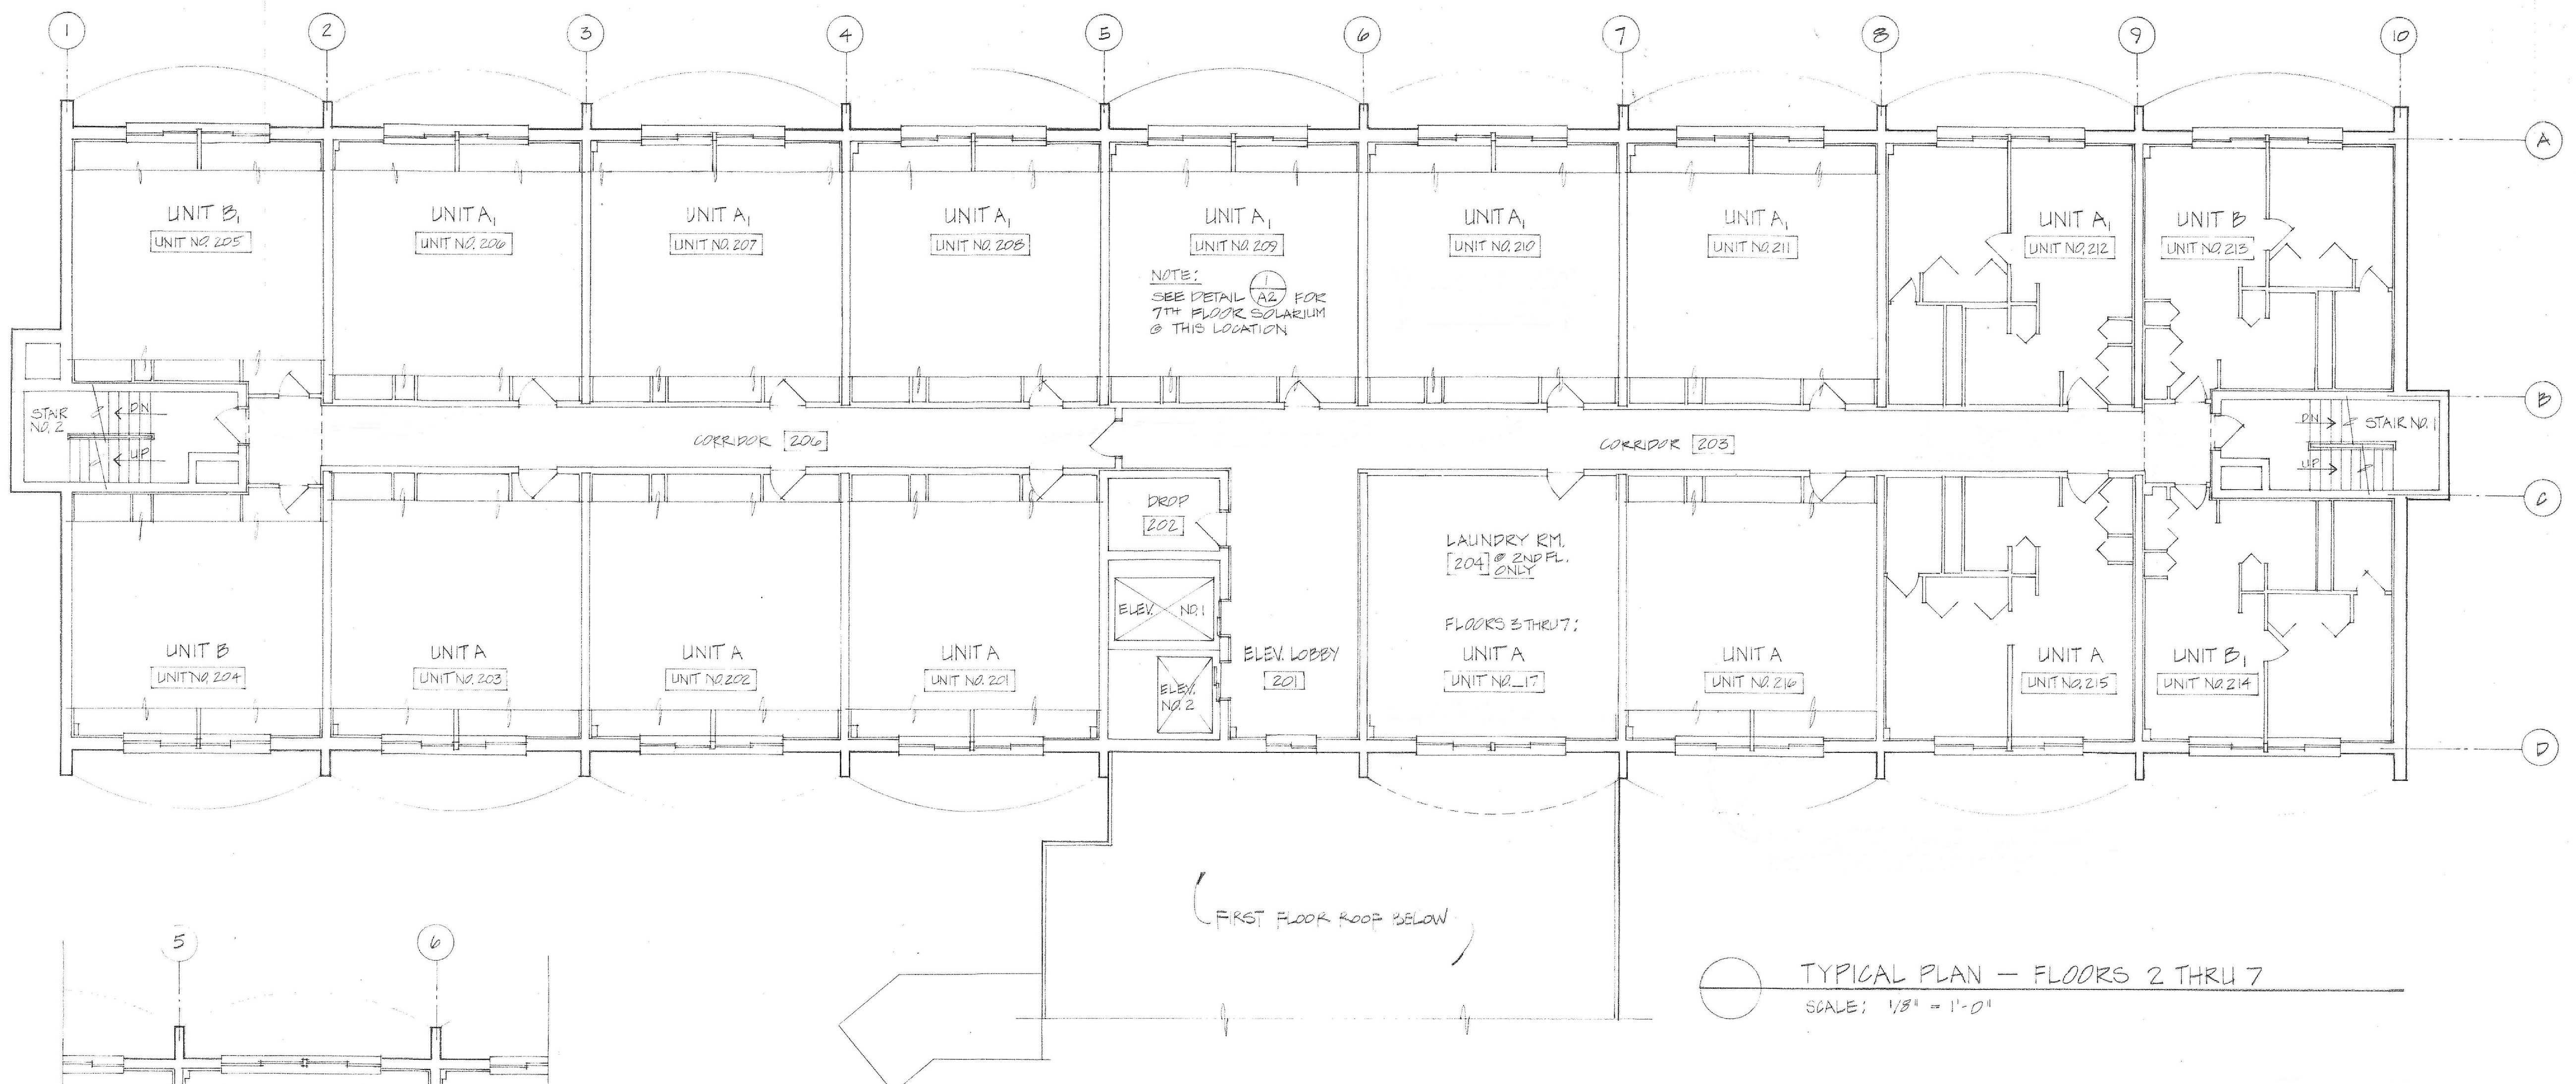 1 2 3 4 5 6 7 8 9 10
A
UNIT B1
UNIT NO. 205
UNIT A1
UNIT NO. 206
UNIT A1
UNIT NO. 207
UNIT A1
UNIT NO. 208
UNIT A1
UNIT NO. 209
NOTE:
SEE DETAIL 1/A2 FOR
7TH FLOOR SOLARIUM
@ THIS LOCATION
UNIT A1
UNIT NO. 210
UNIT A1
UNIT NO. 211
UNIT A1
UNIT NO. 212
UNIT B
UNIT NO. 213
B
STAIR
NO. 2
DN
UP
CORRIDOR 206
CORRIDOR 203
DN
UP
STAIR NO. 1
C
DROP
202
ELEV. NO. 1
ELEV.
NO. 2
ELEV. LOBBY
201
LAUNDRY RM.
204 @ 2ND FL.
ONLY
FLOORS 3 THRU 7:
UNIT A
UNIT NO. _17
UNIT B
UNIT NO. 204
UNIT A
UNIT NO. 203
UNIT A
UNIT NO. 202
UNIT A
UNIT NO. 201
UNIT A
UNIT NO. 216
UNIT A
UNIT NO. 215
UNIT B1
UNIT NO. 214
D
FIRST FLOOR ROOF BELOW
5 6
TYPICAL PLAN — FLOORS 2 THRU 7
SCALE: 1/8" = 1'-0"